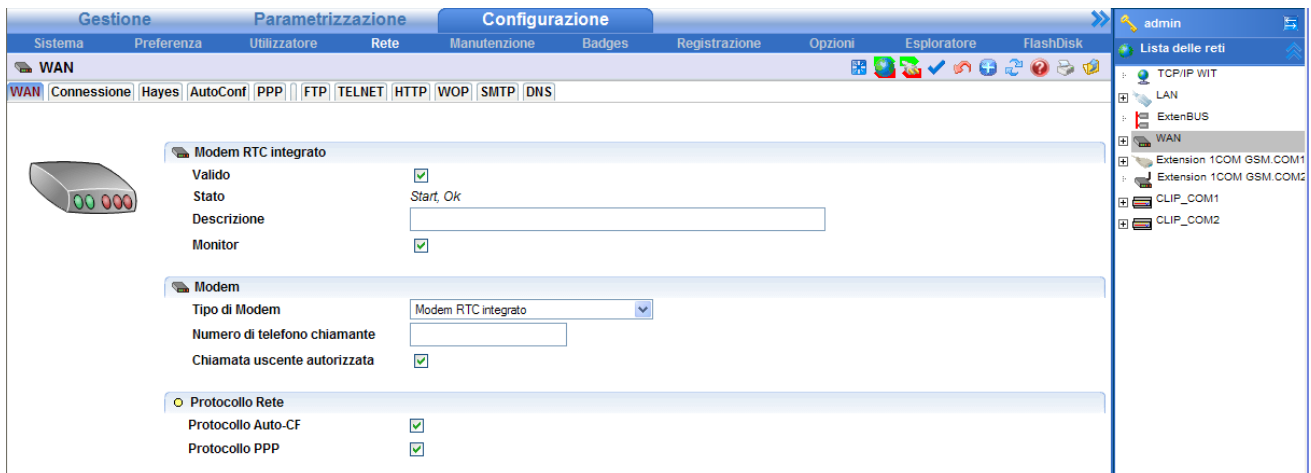 Gestione Parametrizzazione Configurazione
Sistema Preferenza Utilizzatore Rete Manutenzione Badges Registrazione Opzioni Esploratore FlashDisk
WAN
WAN Connessione Hayes AutoConf PPP FTP TELNET HTTP WOP SMTP DNS
Modem RTC integrato
Valido
Stato Start, Ok
Descrizione
Monitor
Modem
Tipo di Modem Modem RTC integrato
Numero di telefono chiamante
Chiamata uscente autorizzata
Protocollo Rete
Protocollo Auto-CF
Protocollo PPP
admin
Lista delle reti
TCP/IP WIT
LAN
ExtenBUS
WAN
Extension 1COM GSM.COM1
Extension 1COM GSM.COM2
CLIP_COM1
CLIP_COM2